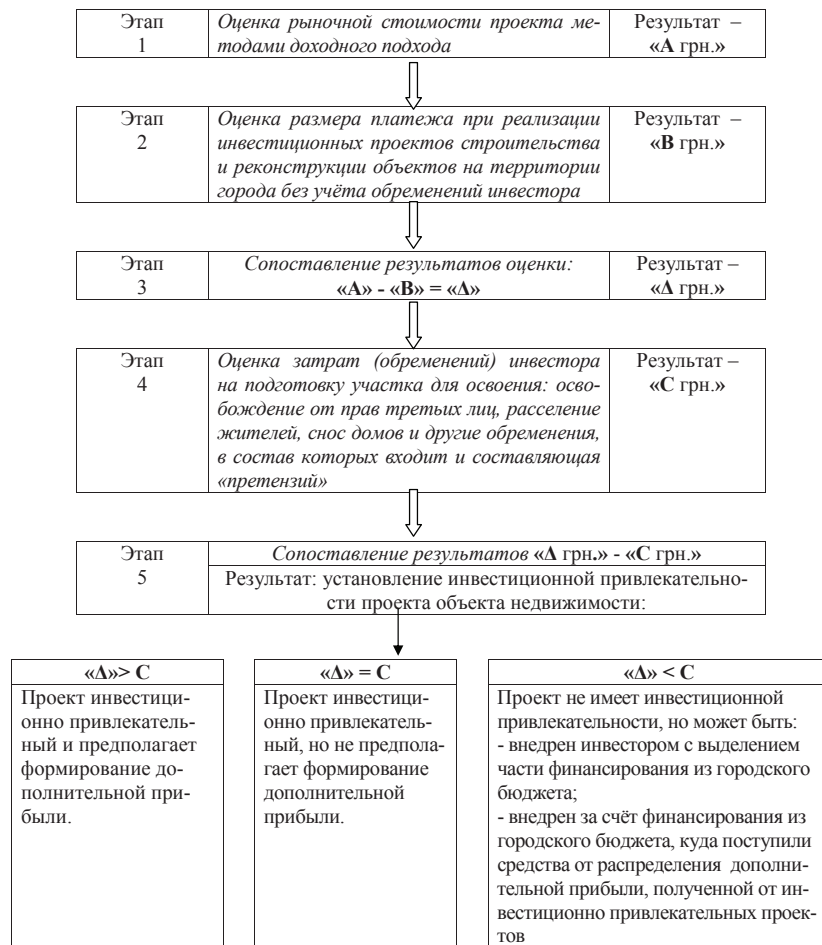 Этап
1
Оценка рыночной стоимости проекта ме-
тодами доходного подхода
Результат –
«А грн.»
Этап
2
Оценка размера платежа при реализации
инвестиционных проектов строительства
и реконструкции объектов на территории
города без учёта обременений инвестора
Результат –
«В грн.»
Этап
3
Сопоставление результатов оценки:
«А» - «В» = «Δ»
Результат –
«Δ грн.»
Этап
4
Оценка затрат (обременений) инвестора
на подготовку участка для освоения: осво-
бождение от прав третьих лиц, расселение
жителей, снос домов и другие обременения,
в состав которых входит и составляющая
«претензий»
Результат –
«С грн.»
Этап
5
Сопоставление результатов «Δ грн.» - «С грн.»
Результат: установление инвестиционной привлекательно-
сти проекта объекта недвижимости:
«Δ»> С
Проект инвестици-
онно привлекатель-
ный и предполагает
формирование до-
полнительной при-
были.
«Δ» = С
Проект инвестици-
онно привлекатель-
ный, но не предпола-
гает формирование
дополнительной
прибыли.
«Δ» < С
Проект не имеет инвестиционной
привлекательности, но может быть:
- внедрен инвестором с выделением
части финансирования из городского
бюджета;
- внедрен за счёт финансирования из
городского бюджета, куда поступили
средства от распределения дополни-
тельной прибыли, полученной от ин-
вестиционно привлекательных проек-
тов